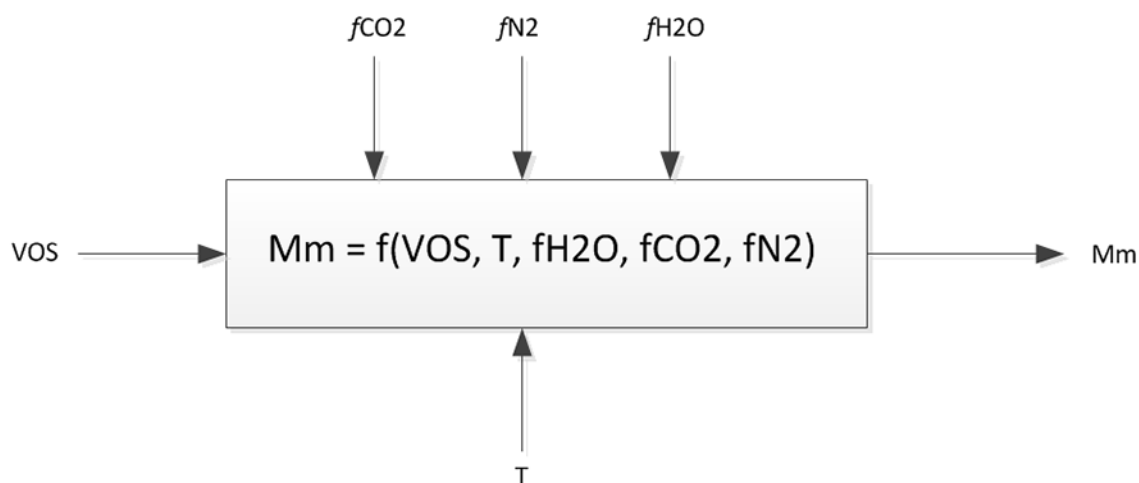 fCO2 fN2 fH2O
VOS
Mm = f(VOS, T, fH2O, fCO2, fN2)
Mm
T